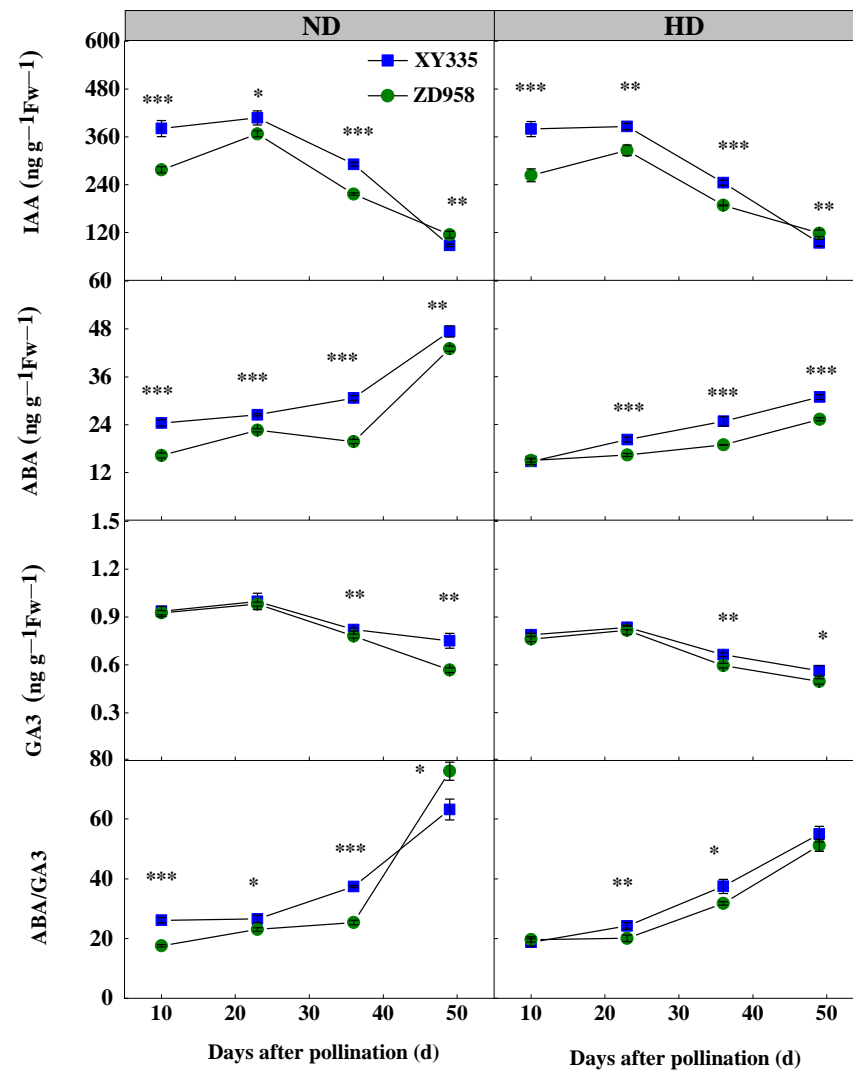 ND HD
XY335
ZD958
IAA (ng g⁻¹Fw⁻¹)
600
480
360
240
120
*** * *** **
*** ** *** **
ABA (ng g⁻¹Fw⁻¹)
60
48
36
24
12
*** *** *** **
*** *** ***
GA3 (ng g⁻¹Fw⁻¹)
1.5
1.2
0.9
0.6
0.3
** **
** *
ABA/GA3
80
60
40
20
0
*** * *** *
** *
10 20 30 40 50 10 20 30 40 50
Days after pollination (d) Days after pollination (d)